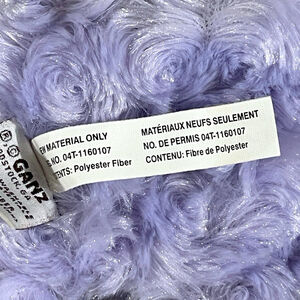 MATERIAL ONLY
NO. 04T-1160107
Polyester Fiber
MATÉRIAUX NEUFS SEULEMENT
NO. DE PERMIS 04T-1160107
CONTENU: Fibre de Polyester
GANZ